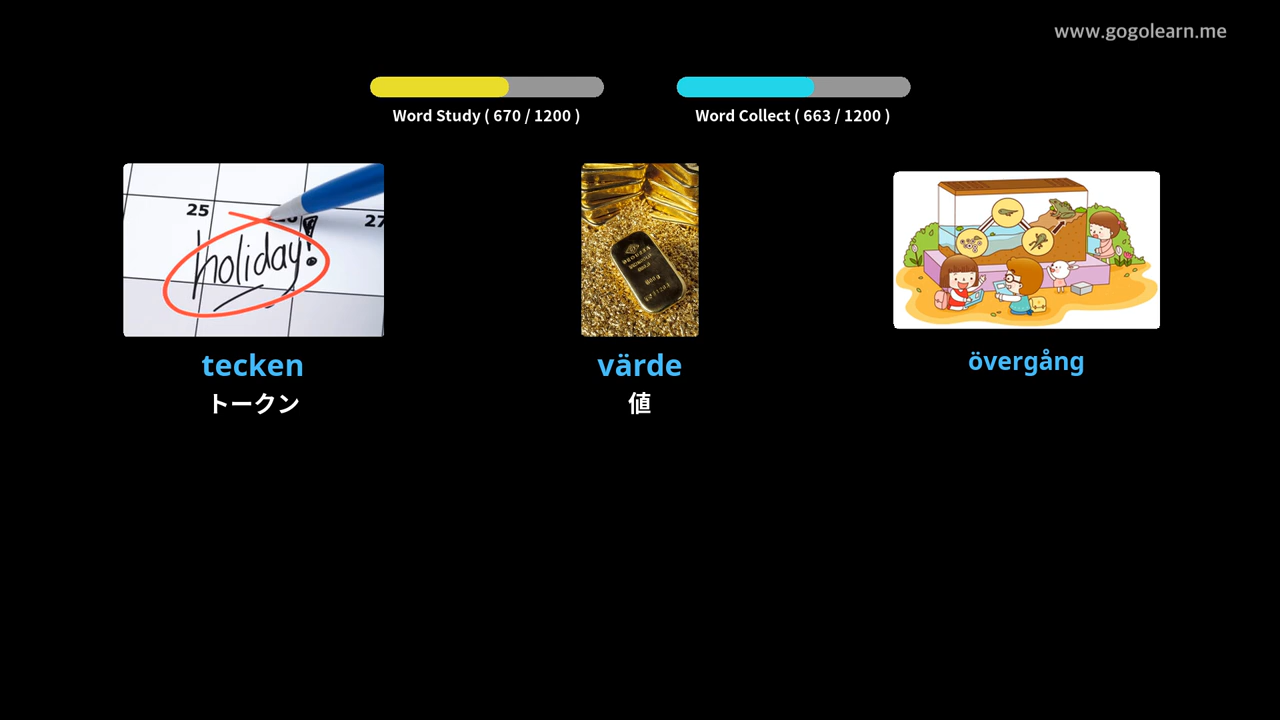 www.gogolearn.me
Word Study ( 670 / 1200 )
Word Collect ( 663 / 1200 )
25
27
holiday!
tecken
トークン
värde
値
övergång